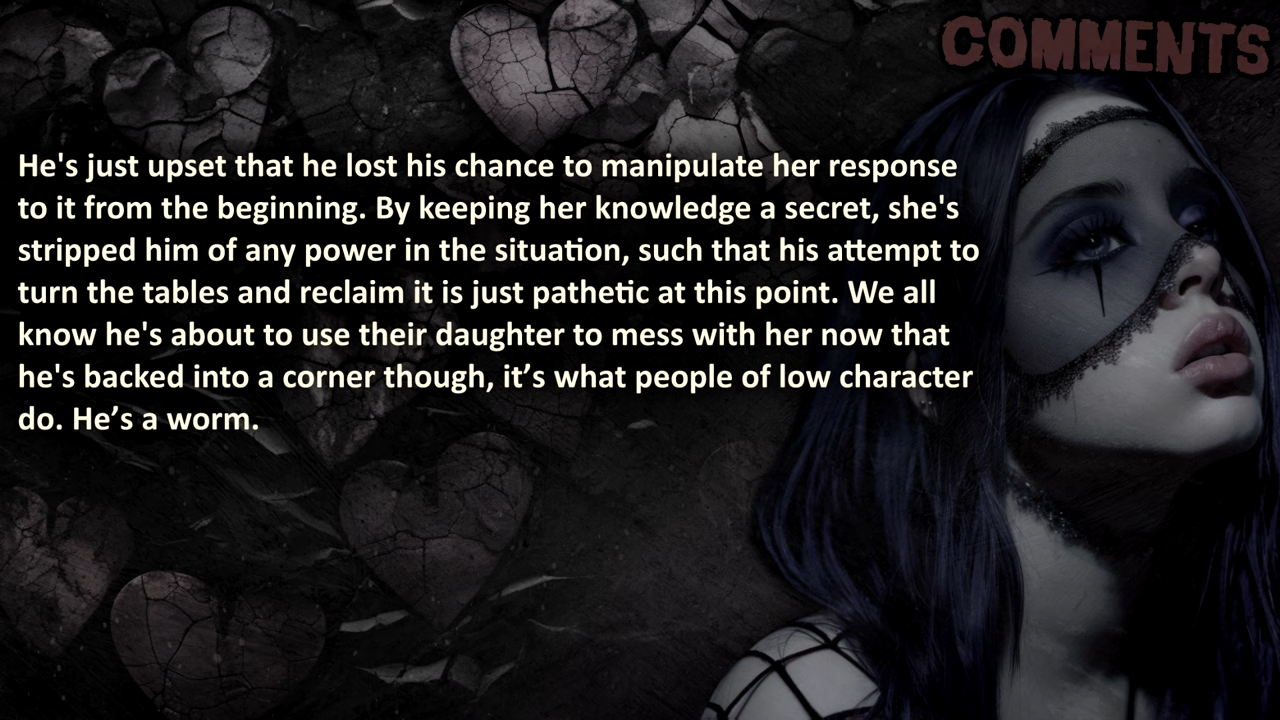 COMMENTS
He's just upset that he lost his chance to manipulate her response
to it from the beginning. By keeping her knowledge a secret, she's
stripped him of any power in the situation, such that his attempt to
turn the tables and reclaim it is just pathetic at this point. We all
know he's about to use their daughter to mess with her now that
he's backed into a corner though, it’s what people of low character
do. He’s a worm.